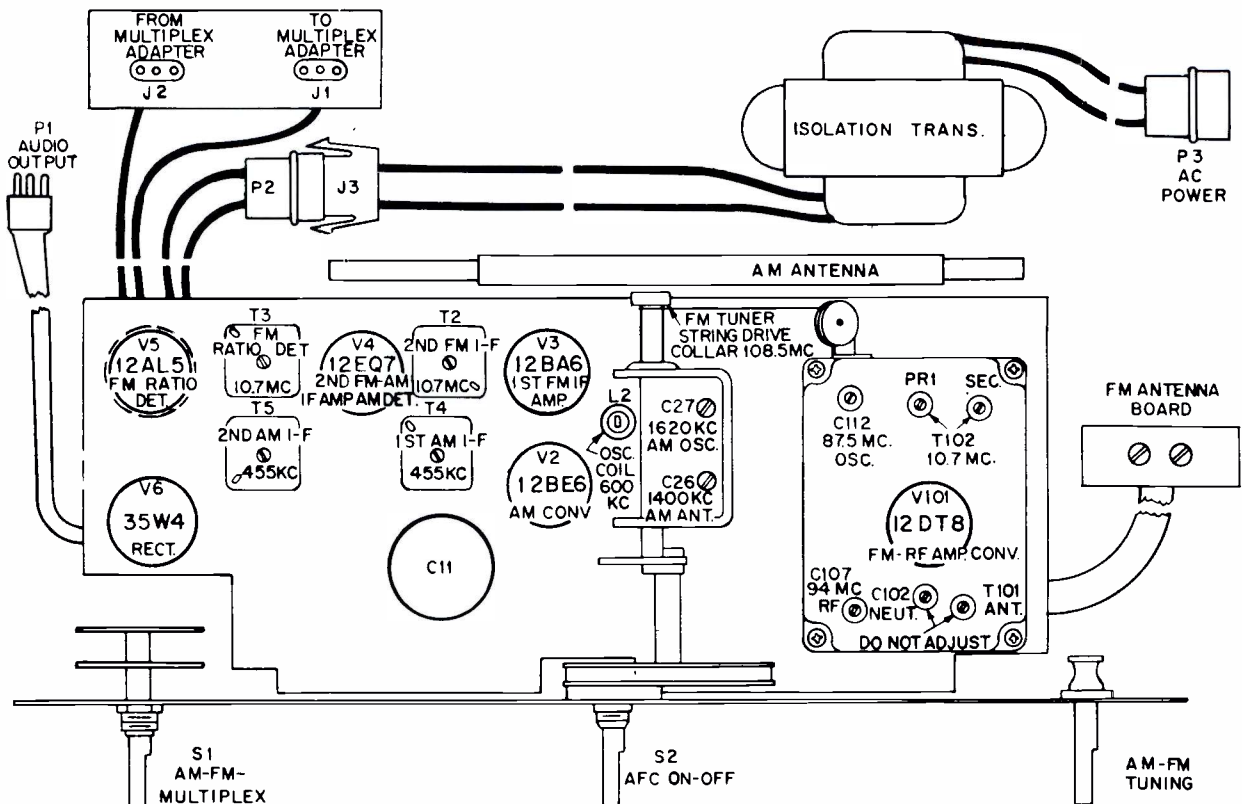 FROM
MULTIPLEX
ADAPTER
J2
TO
MULTIPLEX
ADAPTER
J1
P1
AUDIO
OUTPUT
P2
J3
ISOLATION TRANS.
P3
AC
POWER
AM ANTENNA
FM TUNER
STRING DRIVE
COLLAR 108.5MC
V5
12AL5
FM RATIO
DET.
T3
FM
RATIO DET
10.7MC
V4
12EQ7
2ND FM-AM
IF AMP AM DET.
T2
2ND FM I-F
10.7MC
V3
12BA6
1ST FM IF
AMP.
T5
2ND AM I-F
455KC
T4
1ST AM I-F
455KC
V2
12BE6
AM CONV
L2
OSC.
COIL
600
KC
C27
1620KC
AM OSC.
C26
1400KC
AM ANT.
V6
35W4
RECT.
C11
C112
87.5 MC.
OSC.
PR1
SEC.
T102
10.7 MC.
V101
12DT8
FM-RF AMP. CONV.
C107
94 MC
RF
C102
NEUT.
T101
ANT.
DO NOT ADJUST
FM ANTENNA
BOARD
S1
AM-FM-
MULTIPLEX
S2
AFC ON-OFF
AM-FM
TUNING